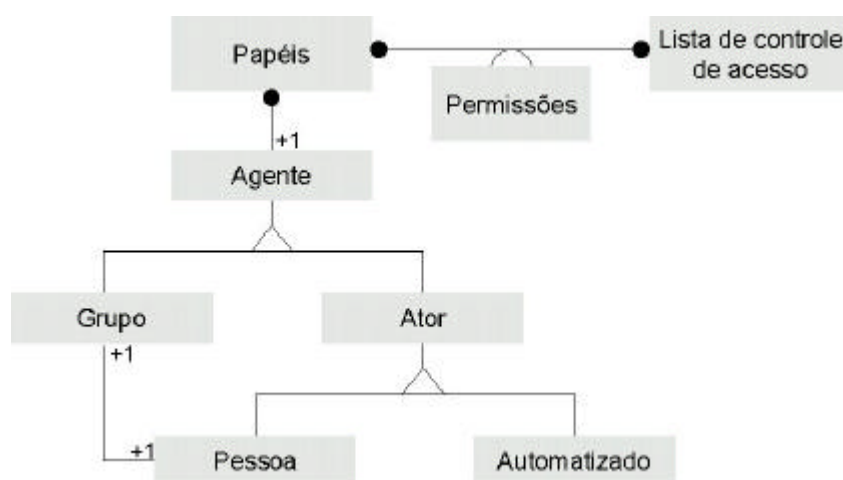 Papéis
Lista de controle
de acesso
Permissões
+1
Agente
Grupo
Ator
+1
+1
Pessoa
Automatizado